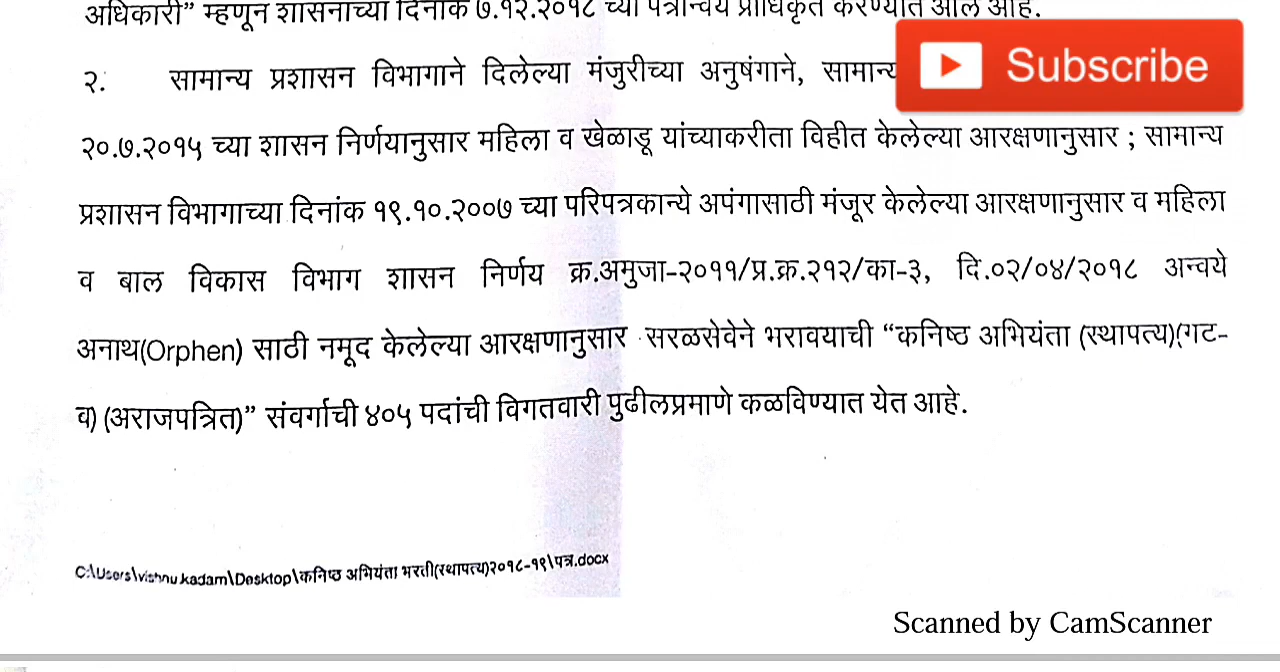 अधिकारी” म्हणून शासनाच्या दिनांक ७.१२.२०१८ च्या पत्रान्वये प्राधिकृत करण्यात आले आहे.
२. सामान्य प्रशासन विभागाने दिलेल्या मंजुरीच्या अनुषंगाने, सामान्य
Subscribe
२०.७.२०१५ च्या शासन निर्णयानुसार महिला व खेळाडू यांच्याकरीता विहीत केलेल्या आरक्षणानुसार ; सामान्य
प्रशासन विभागाच्या दिनांक १९.१०.२००७ च्या परिपत्रकान्ये अपंगासाठी मंजूर केलेल्या आरक्षणानुसार व महिला
व बाल विकास विभाग शासन निर्णय क्र.अमुजा-२०११/प्र.क्र.२१२/का-३, दि.०२/०४/२०१८ अन्वये
अनाथ(Orphen) साठी नमूद केलेल्या आरक्षणानुसार सरळसेवेने भरावयाची “कनिष्ठ अभियंता (स्थापत्य)(गट-
ब) (अराजपत्रित)” संवर्गाची ४०५ पदांची विगतवारी पुढीलप्रमाणे कळविण्यात येत आहे.
C:\Users\vishnu.kadam\Desktop\कनिष्ठ अभियंता भरती(स्थापत्य)२०१८-१९\पत्र.docx
Scanned by CamScanner